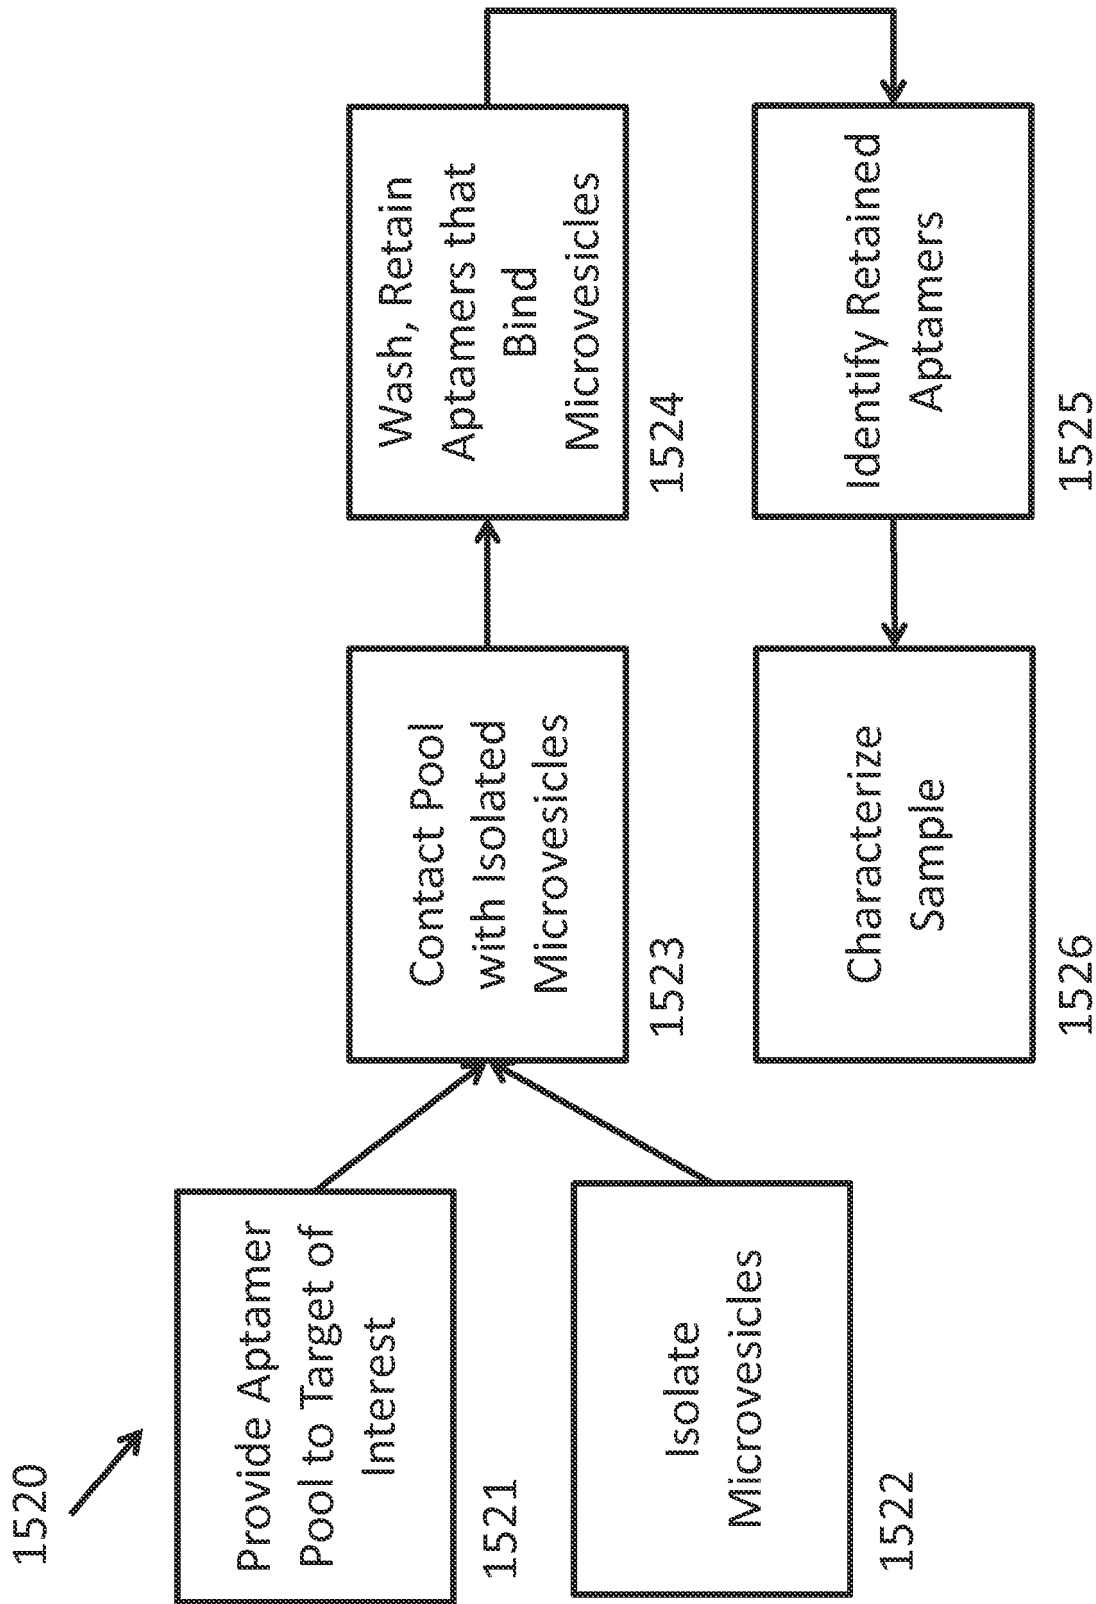 1520
Provide Aptamer
Pool to Target of
Interest
1521
Isolate
Microvesicles
1522
Contact Pool
with Isolated
Microvesicles
1523
Wash, Retain
Aptamers that
Bind
Microvesicles
1524
Identify Retained
Aptamers
1525
Characterize
Sample
1526